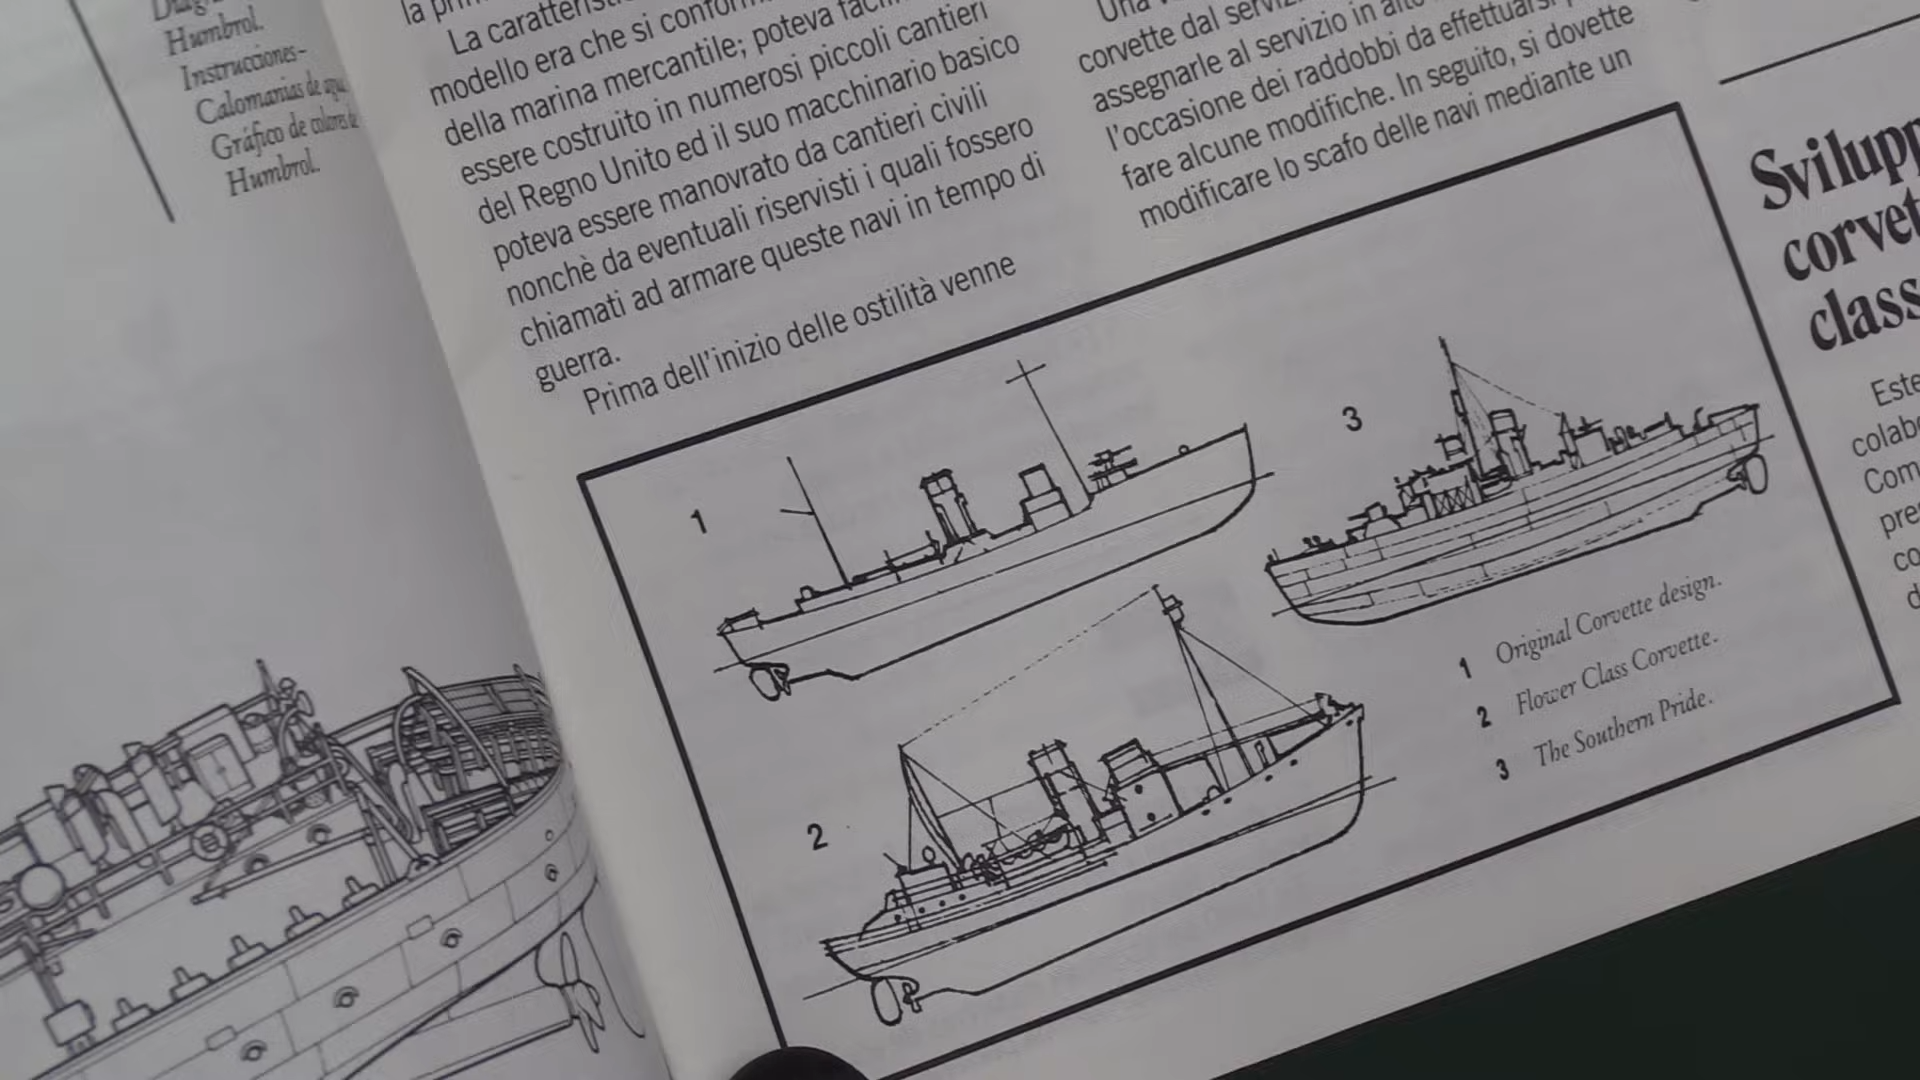 Humbrol.
Instrucciones-
Calomanias de agua
Gráfico de colores de
Humbrol.
La caratteristi
modello era che si conform
della marina mercantile; poteva facil
essere costruito in numerosi piccoli cantieri
del Regno Unito ed il suo macchinario basico
poteva essere manovrato da cantieri civili
nonchè da eventuali riservisti i quali fossero
chiamati ad armare queste navi in tempo di
guerra.
Prima dell'inizio delle ostilità venne
Una
corvette dal serviz
assegnarle al servizio in alto
l'occasione dei raddobbi da effettuarsi
fare alcune modifiche. In seguito, si dovette
modificare lo scafo delle navi mediante un
1
2
3
1 Original Corvette design.
2 Flower Class Corvette.
3 The Southern Pride.
Svilupp
corvet
class
Este
colab
Com
pre
co
d